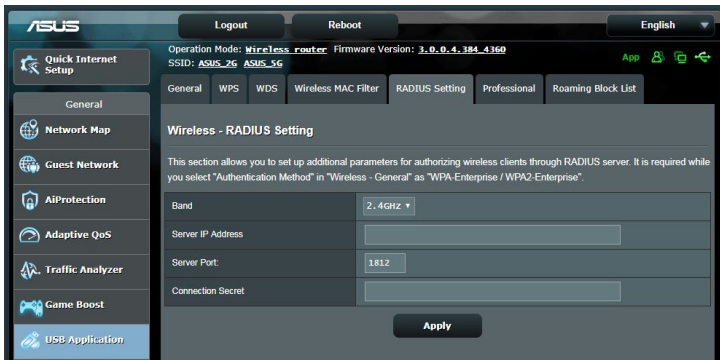 ASUS
Logout
Reboot
English
Quick Internet
Setup
Operation Mode: Wireless router Firmware Version: 3.0.0.4.384_4360
SSID: ASUS_2G ASUS_5G
App
General WPS WDS Wireless MAC Filter RADIUS Setting Professional Roaming Block List
General
Network Map
Guest Network
AiProtection
Adaptive QoS
Traffic Analyzer
Game Boost
USB Application
Wireless - RADIUS Setting
This section allows you to set up additional parameters for authorizing wireless clients through RADIUS server. It is required while
you select "Authentication Method" in "Wireless - General" as "WPA-Enterprise / WPA2-Enterprise".
Band 2.4GHz
Server IP Address
Server Port: 1812
Connection Secret
Apply